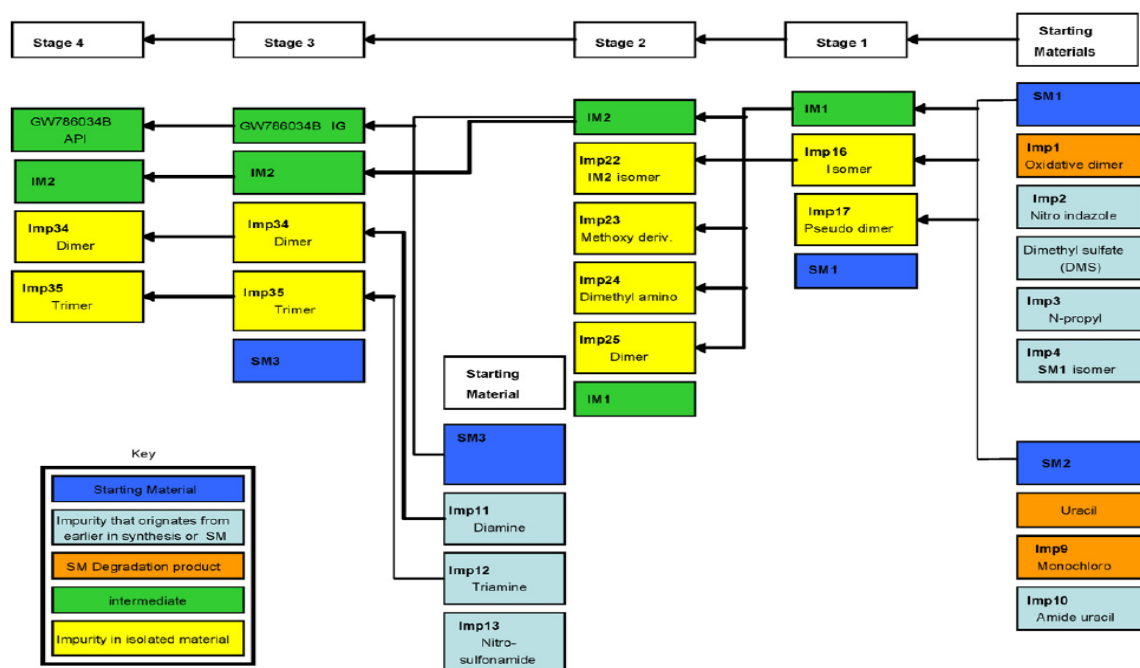 Stage 4
Stage 3
Stage 2
Stage 1
Starting
Materials
GW786034B
API
IM2
Imp34
Dimer
Imp35
Trimer
GW786034B IG
IM2
Imp34
Dimer
Imp35
Trimer
SM3
Starting
Material
SM3
Imp11
Diamine
Imp12
Triamine
Imp13
Nitro-
sulfonamide
IM2
Imp22
IM2 isomer
Imp23
Methoxy deriv.
Imp24
Dimethyl amino
Imp25
Dimer
IM1
IM1
Imp16
Isomer
Imp17
Pseudo dimer
SM1
SM1
Imp1
Oxidative dimer
Imp2
Nitro indazole
Dimethyl sulfate
(DMS)
Imp3
N-propyl
Imp4
SM1 isomer
SM2
Uracil
Imp9
Monochloro
Imp10
Amide uracil
Key
Starting Material
Impurity that orignates from
earlier in synthesis or SM
SM Degradation product
intermediate
Impurity in isolated material